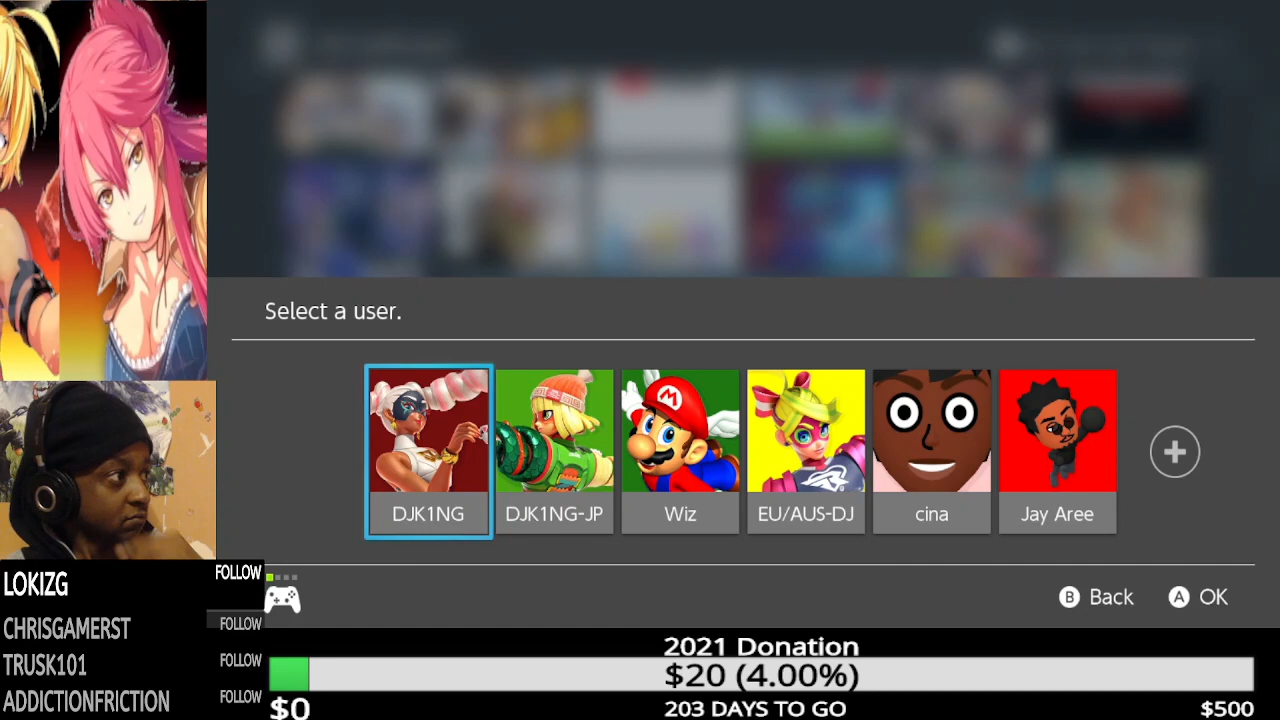 Select a user.
DJK1NG
DJK1NG-JP
Wiz
EU/AUS-DJ
cina
Jay Aree
B Back
A OK
LOKIZG
FOLLOW
CHRISGAMERST
FOLLOW
TRUSK101
FOLLOW
ADDICTIONFRICTION
FOLLOW
2021 Donation
$20 (4.00%)
$0
203 DAYS TO GO
$500